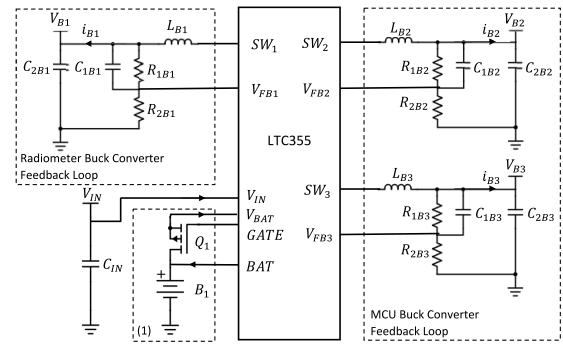 V_B1
i_B1
L_B1
SW_1
C_2B1
C_1B1
R_1B1
V_FB1
R_2B1
Radiometer Buck Converter
Feedback Loop
LTC355
SW_2
L_B2
i_B2
V_B2
R_1B2
C_1B2
C_2B2
V_FB2
R_2B2
SW_3
L_B3
i_B3
V_B3
R_1B3
C_1B3
C_2B3
V_FB3
R_2B3
MCU Buck Converter
Feedback Loop
V_IN
V_IN
V_BAT
GATE
Q_1
BAT
C_IN
+
B_1
(1)